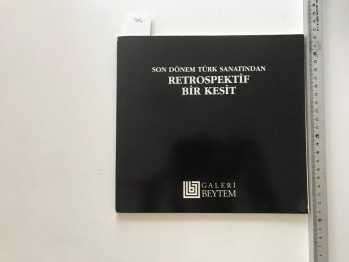 SON DÖNEM TÜRK SANATINDAN
RETROSPEKTİF
BİR KESİT
GALERİ
BEYTEM